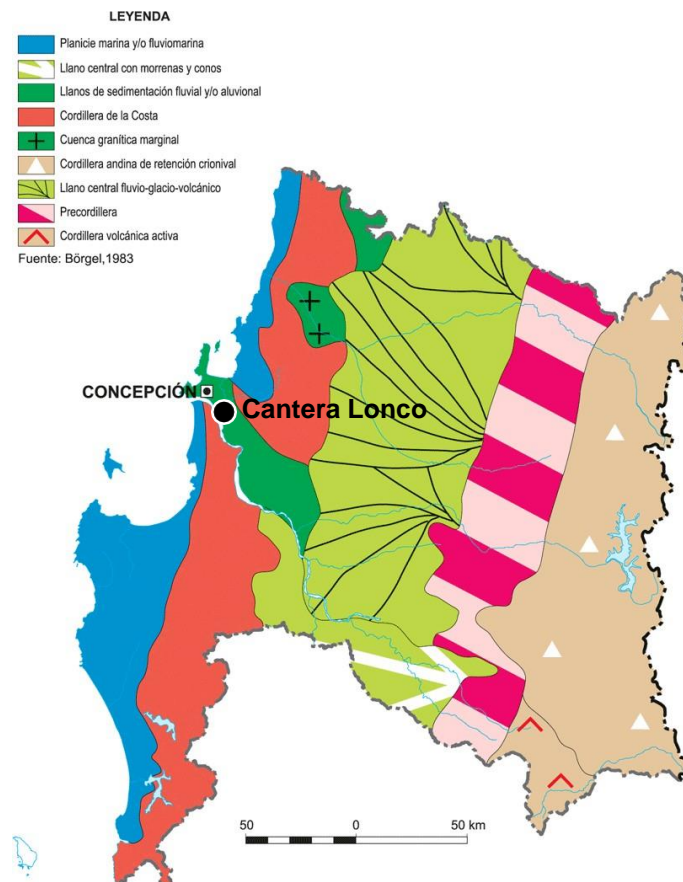 LEYENDA
Planicie marina y/o fluviomarina
Llano central con morrenas y conos
Llanos de sedimentación fluvial y/o aluvional
Cordillera de la Costa
Cuenca granítica marginal
Cordillera andina de retención crionival
Llano central fluvio-glacio-volcánico
Precordillera
Cordillera volcánica activa
Fuente: Börgel,1983
CONCEPCIÓN
Cantera Lonco
50 0 50 km